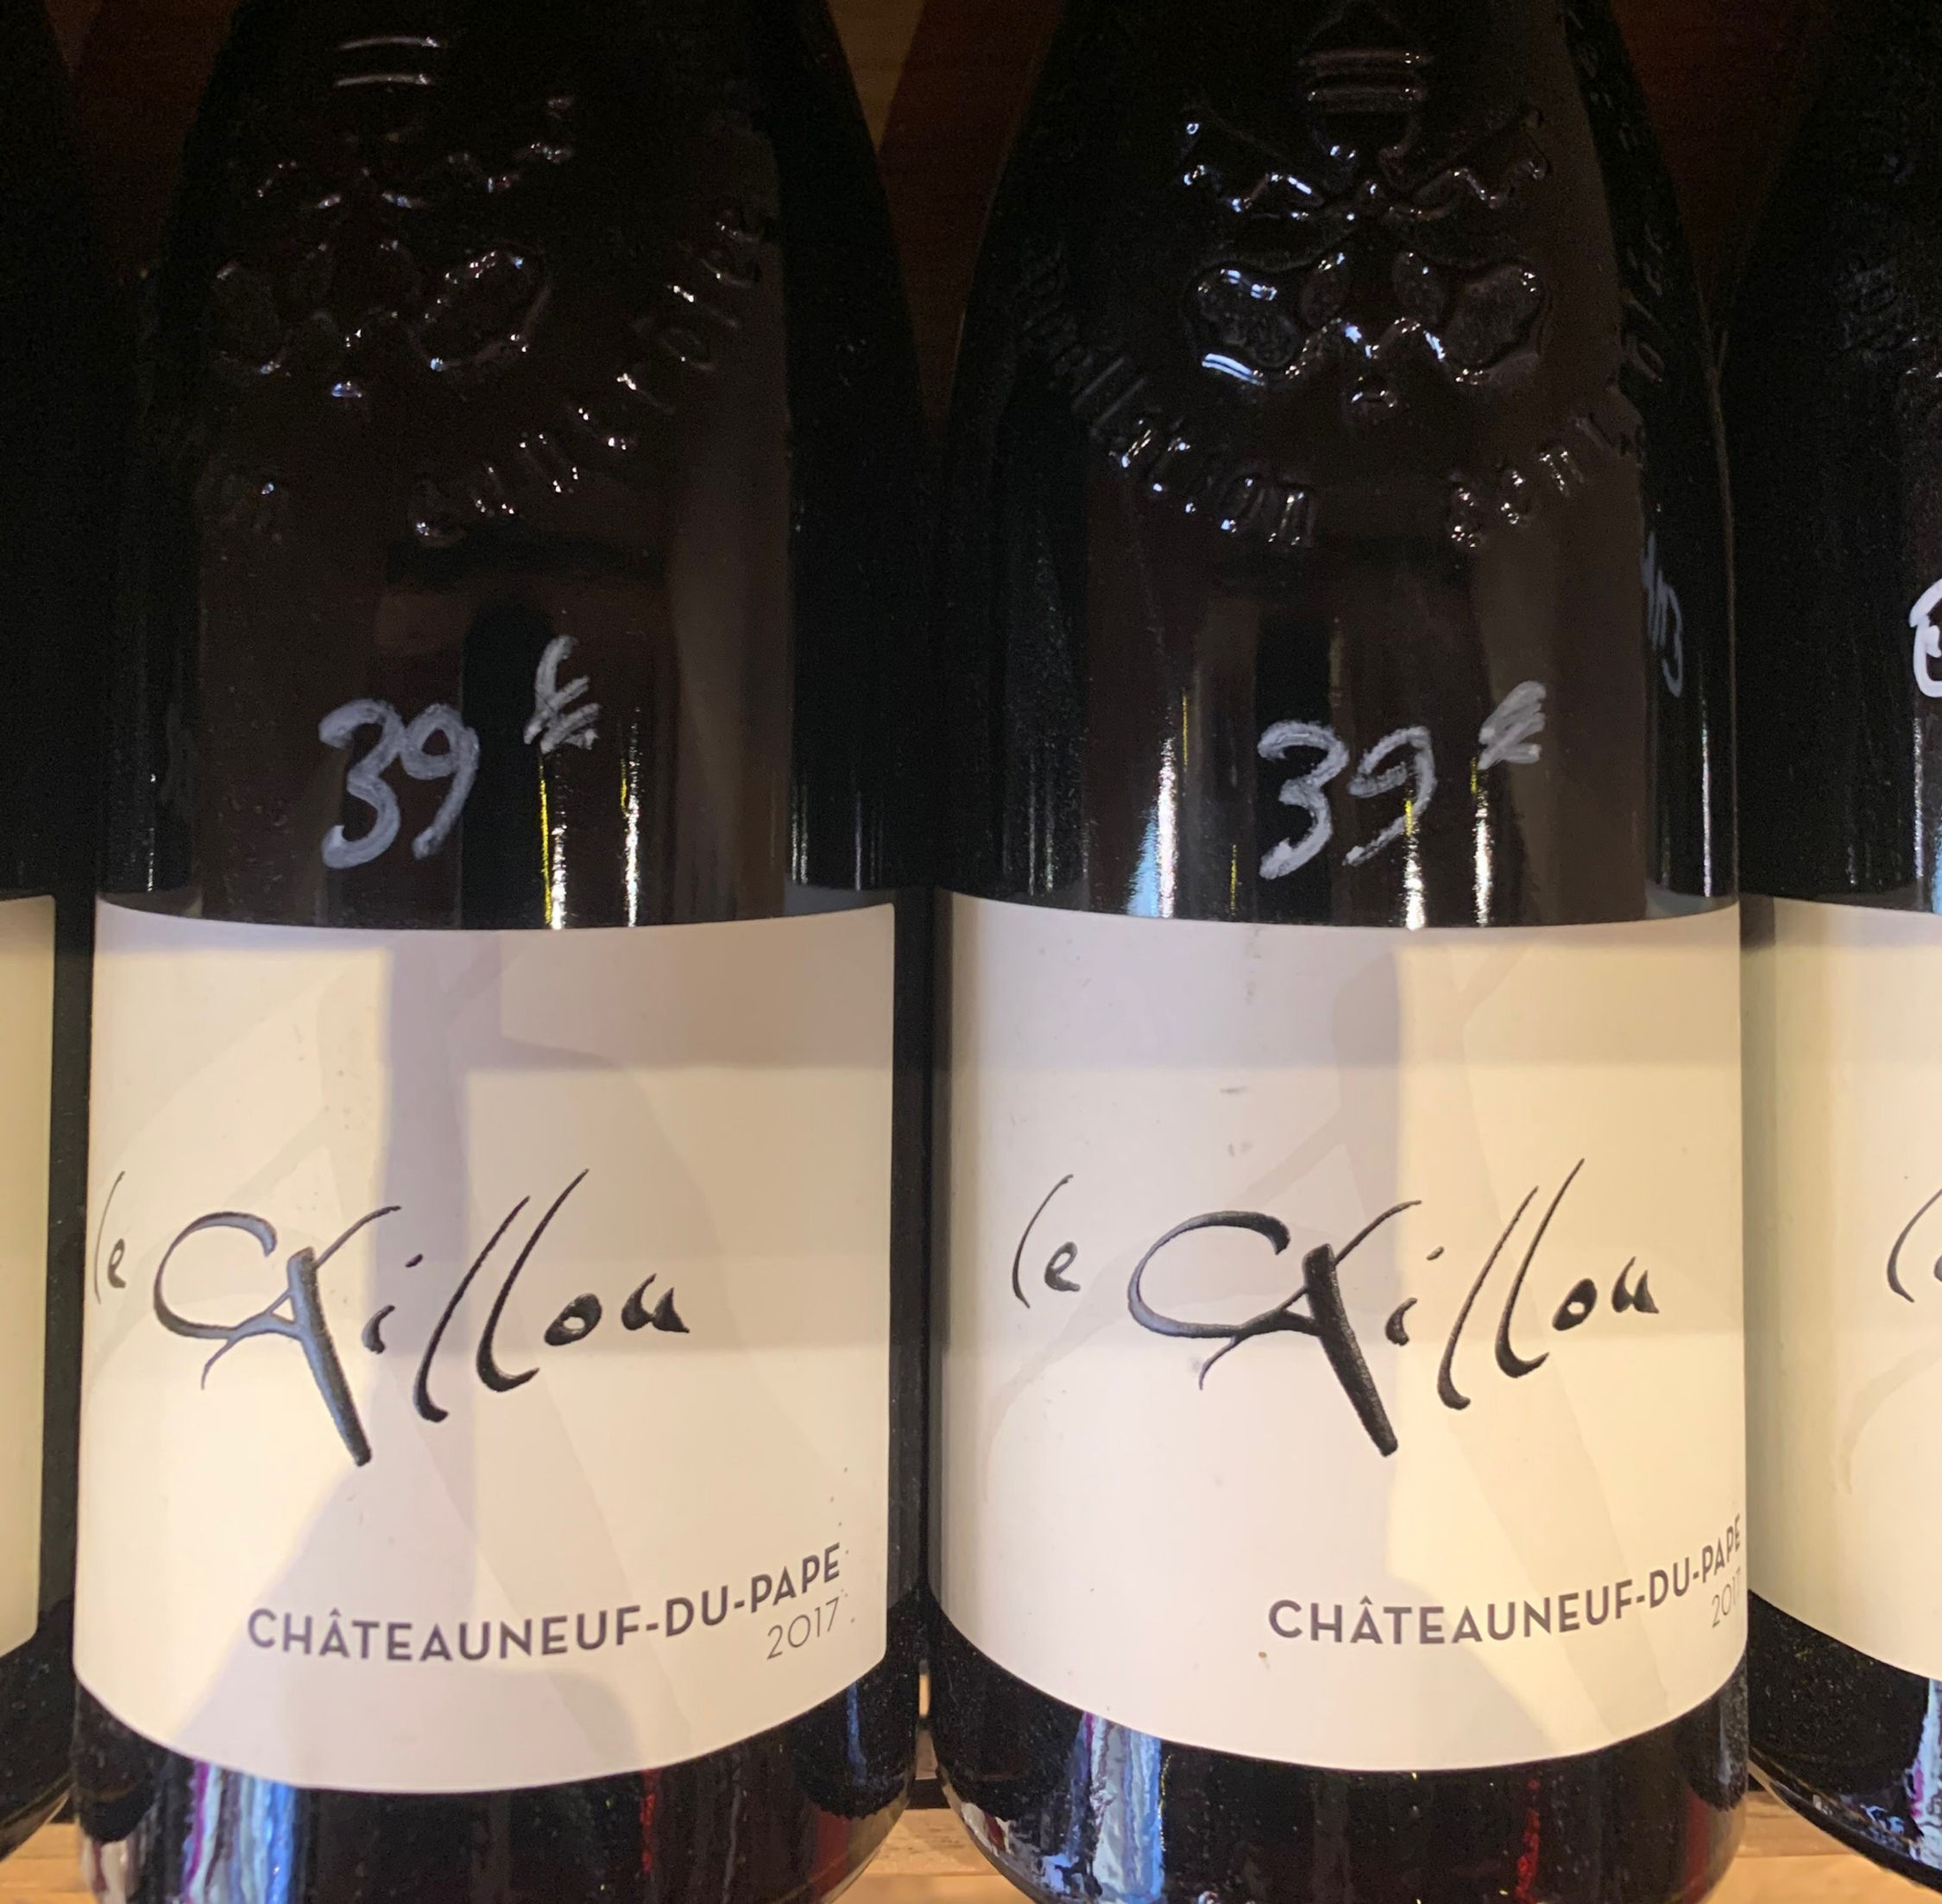 39 €
le Caillou
CHÂTEAUNEUF-DU-PAPE
2017
39 €
le Caillou
CHÂTEAUNEUF-DU-PAPE
2017